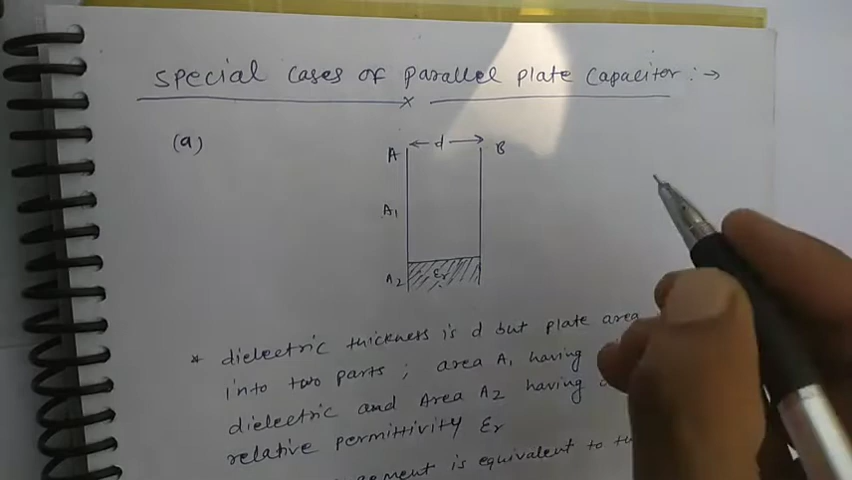 Special cases of parallel plate capacitor :→
(a)
A ← d → B
A1
A2 εr
* dielectric thickness is d but plate area
into two parts ; area A1 having
dielectric and Area A2 having
relative permittivity εr
is equivalent to